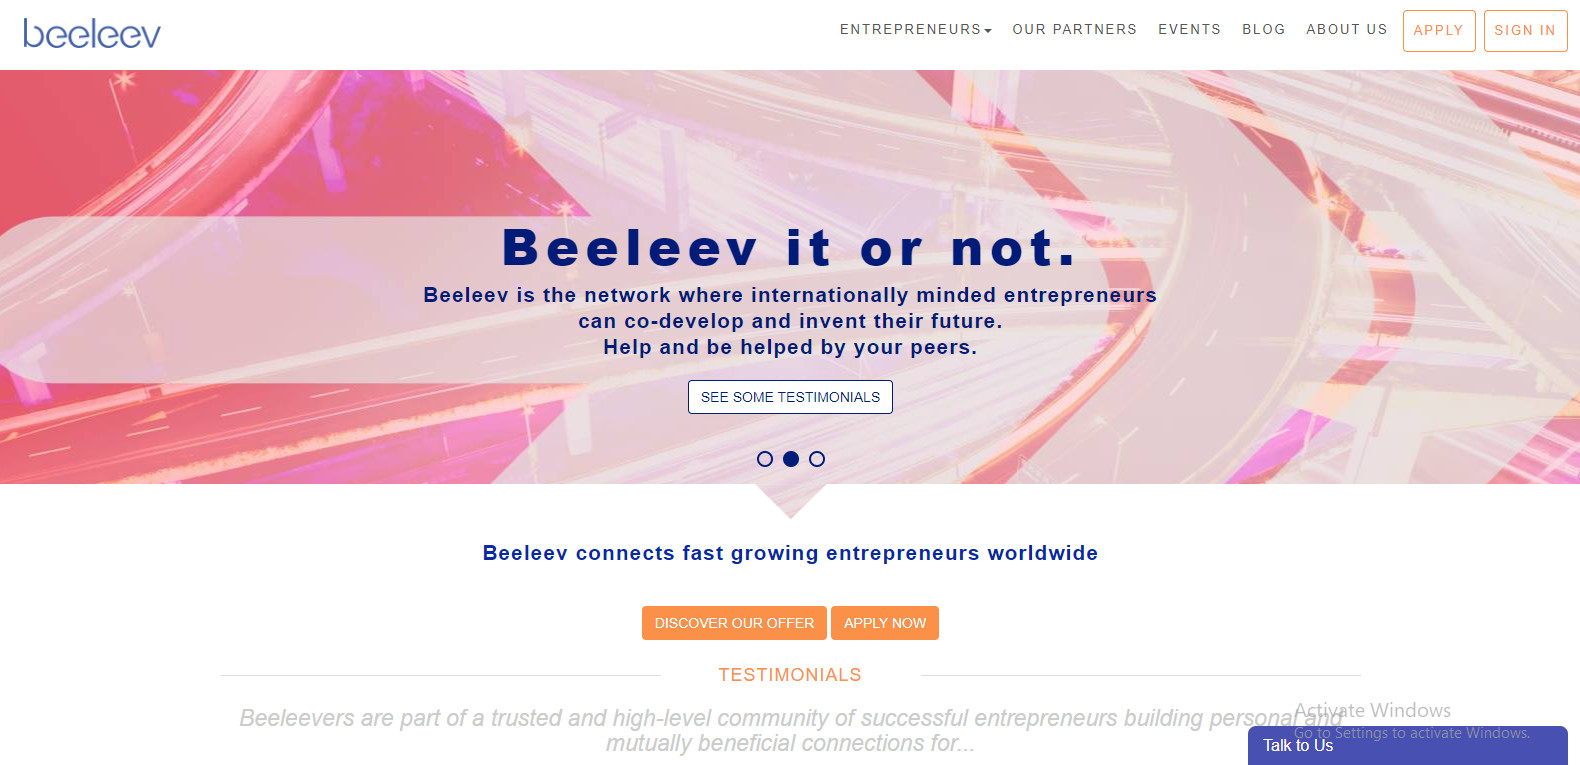 beeleev
ENTREPRENEURS OUR PARTNERS EVENTS BLOG ABOUT US APPLY SIGN IN
Beeleev it or not.
Beeleev is the network where internationally minded entrepreneurs
can co-develop and invent their future.
Help and be helped by your peers.
SEE SOME TESTIMONIALS
Beeleev connects fast growing entrepreneurs worldwide
DISCOVER OUR OFFER APPLY NOW
TESTIMONIALS
Beeleevers are part of a trusted and high-level community of successful entrepreneurs building personal and
mutually beneficial connections for...
Activate Windows
Go to Settings to activate Windows.
Talk to Us